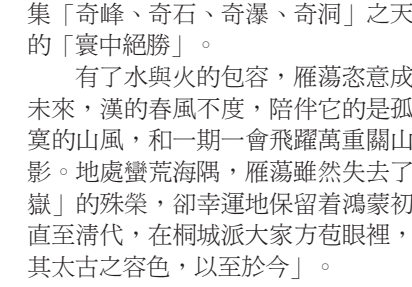 集「奇峰、奇石、奇瀑、奇洞」之天
的「寰中絕勝」。
有了水與火的包容，雁蕩恣意成
未來，漢的春風不度，陪伴它的是孤
寞的山風，和一期一會飛躍萬重關山
影。地處蠻荒海隅，雁蕩雖然失去了
嶽」的殊榮，卻幸運地保留着鴻蒙初
直至清代，在桐城派大家方苞眼裡，
其太古之容色，以至於今」。